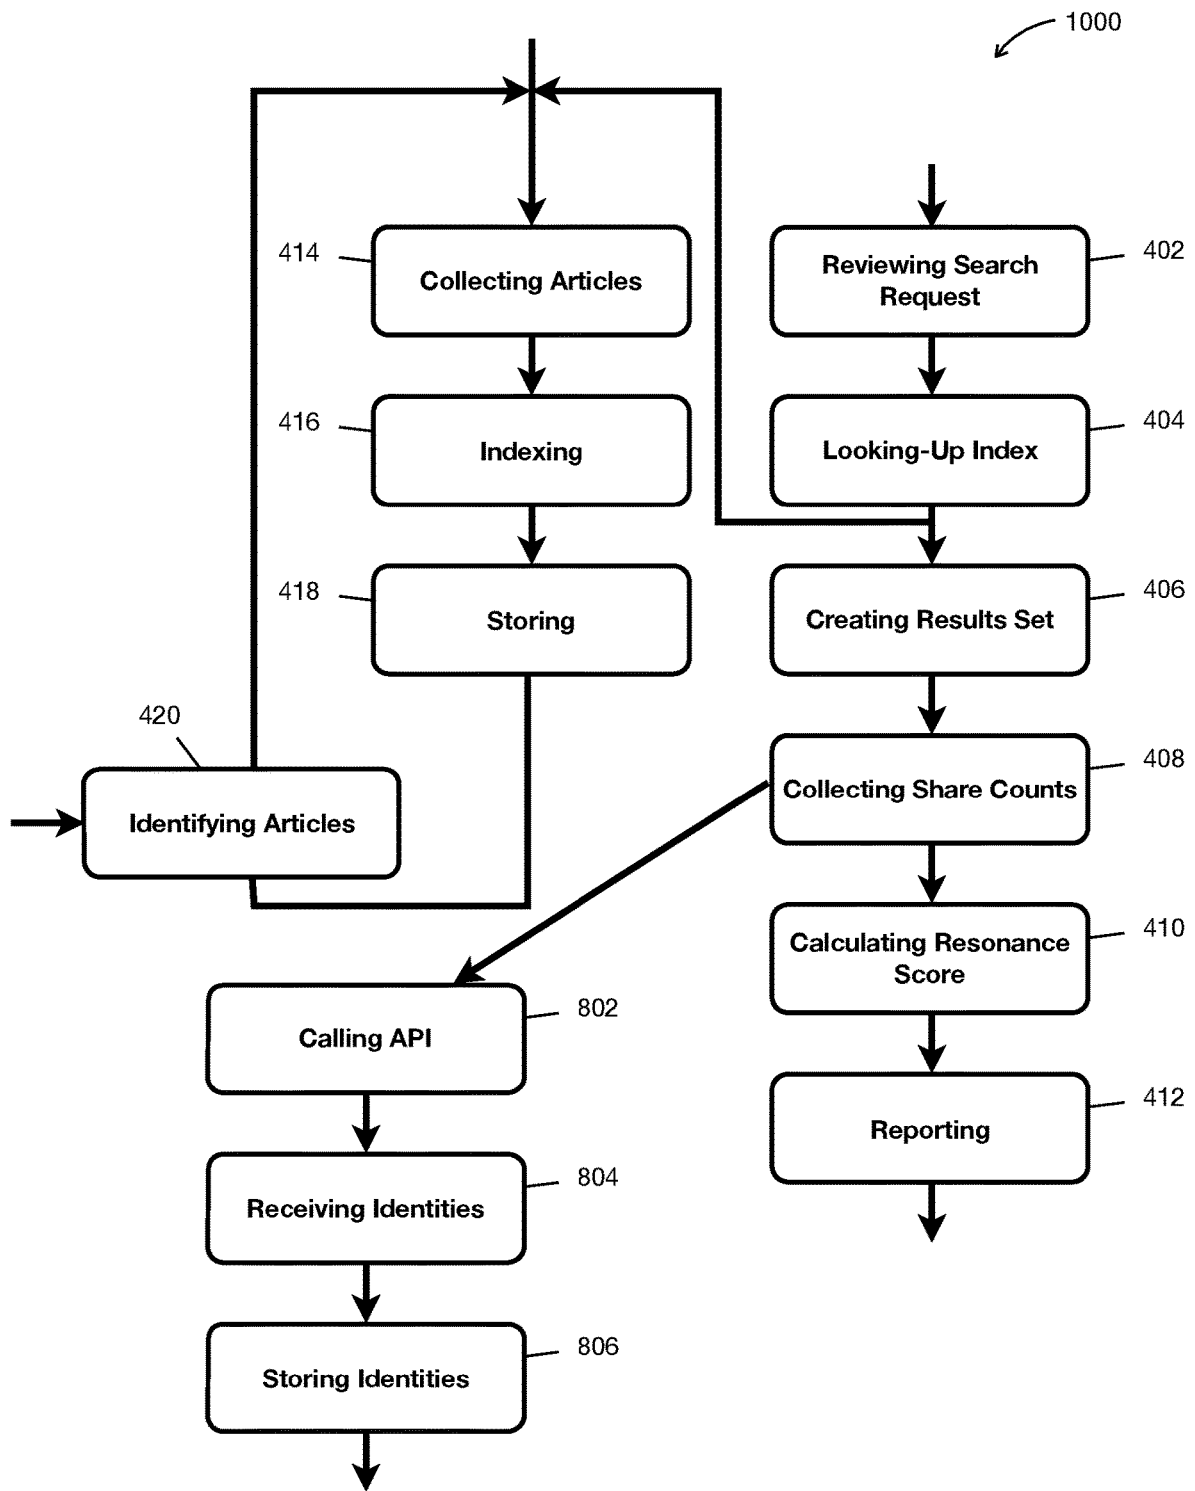 1000
414
Collecting Articles
402
Reviewing Search
Request
416
Indexing
404
Looking-Up Index
418
Storing
406
Creating Results Set
420
Identifying Articles
408
Collecting Share Counts
410
Calculating Resonance
Score
802
Calling API
412
Reporting
804
Receiving Identities
806
Storing Identities